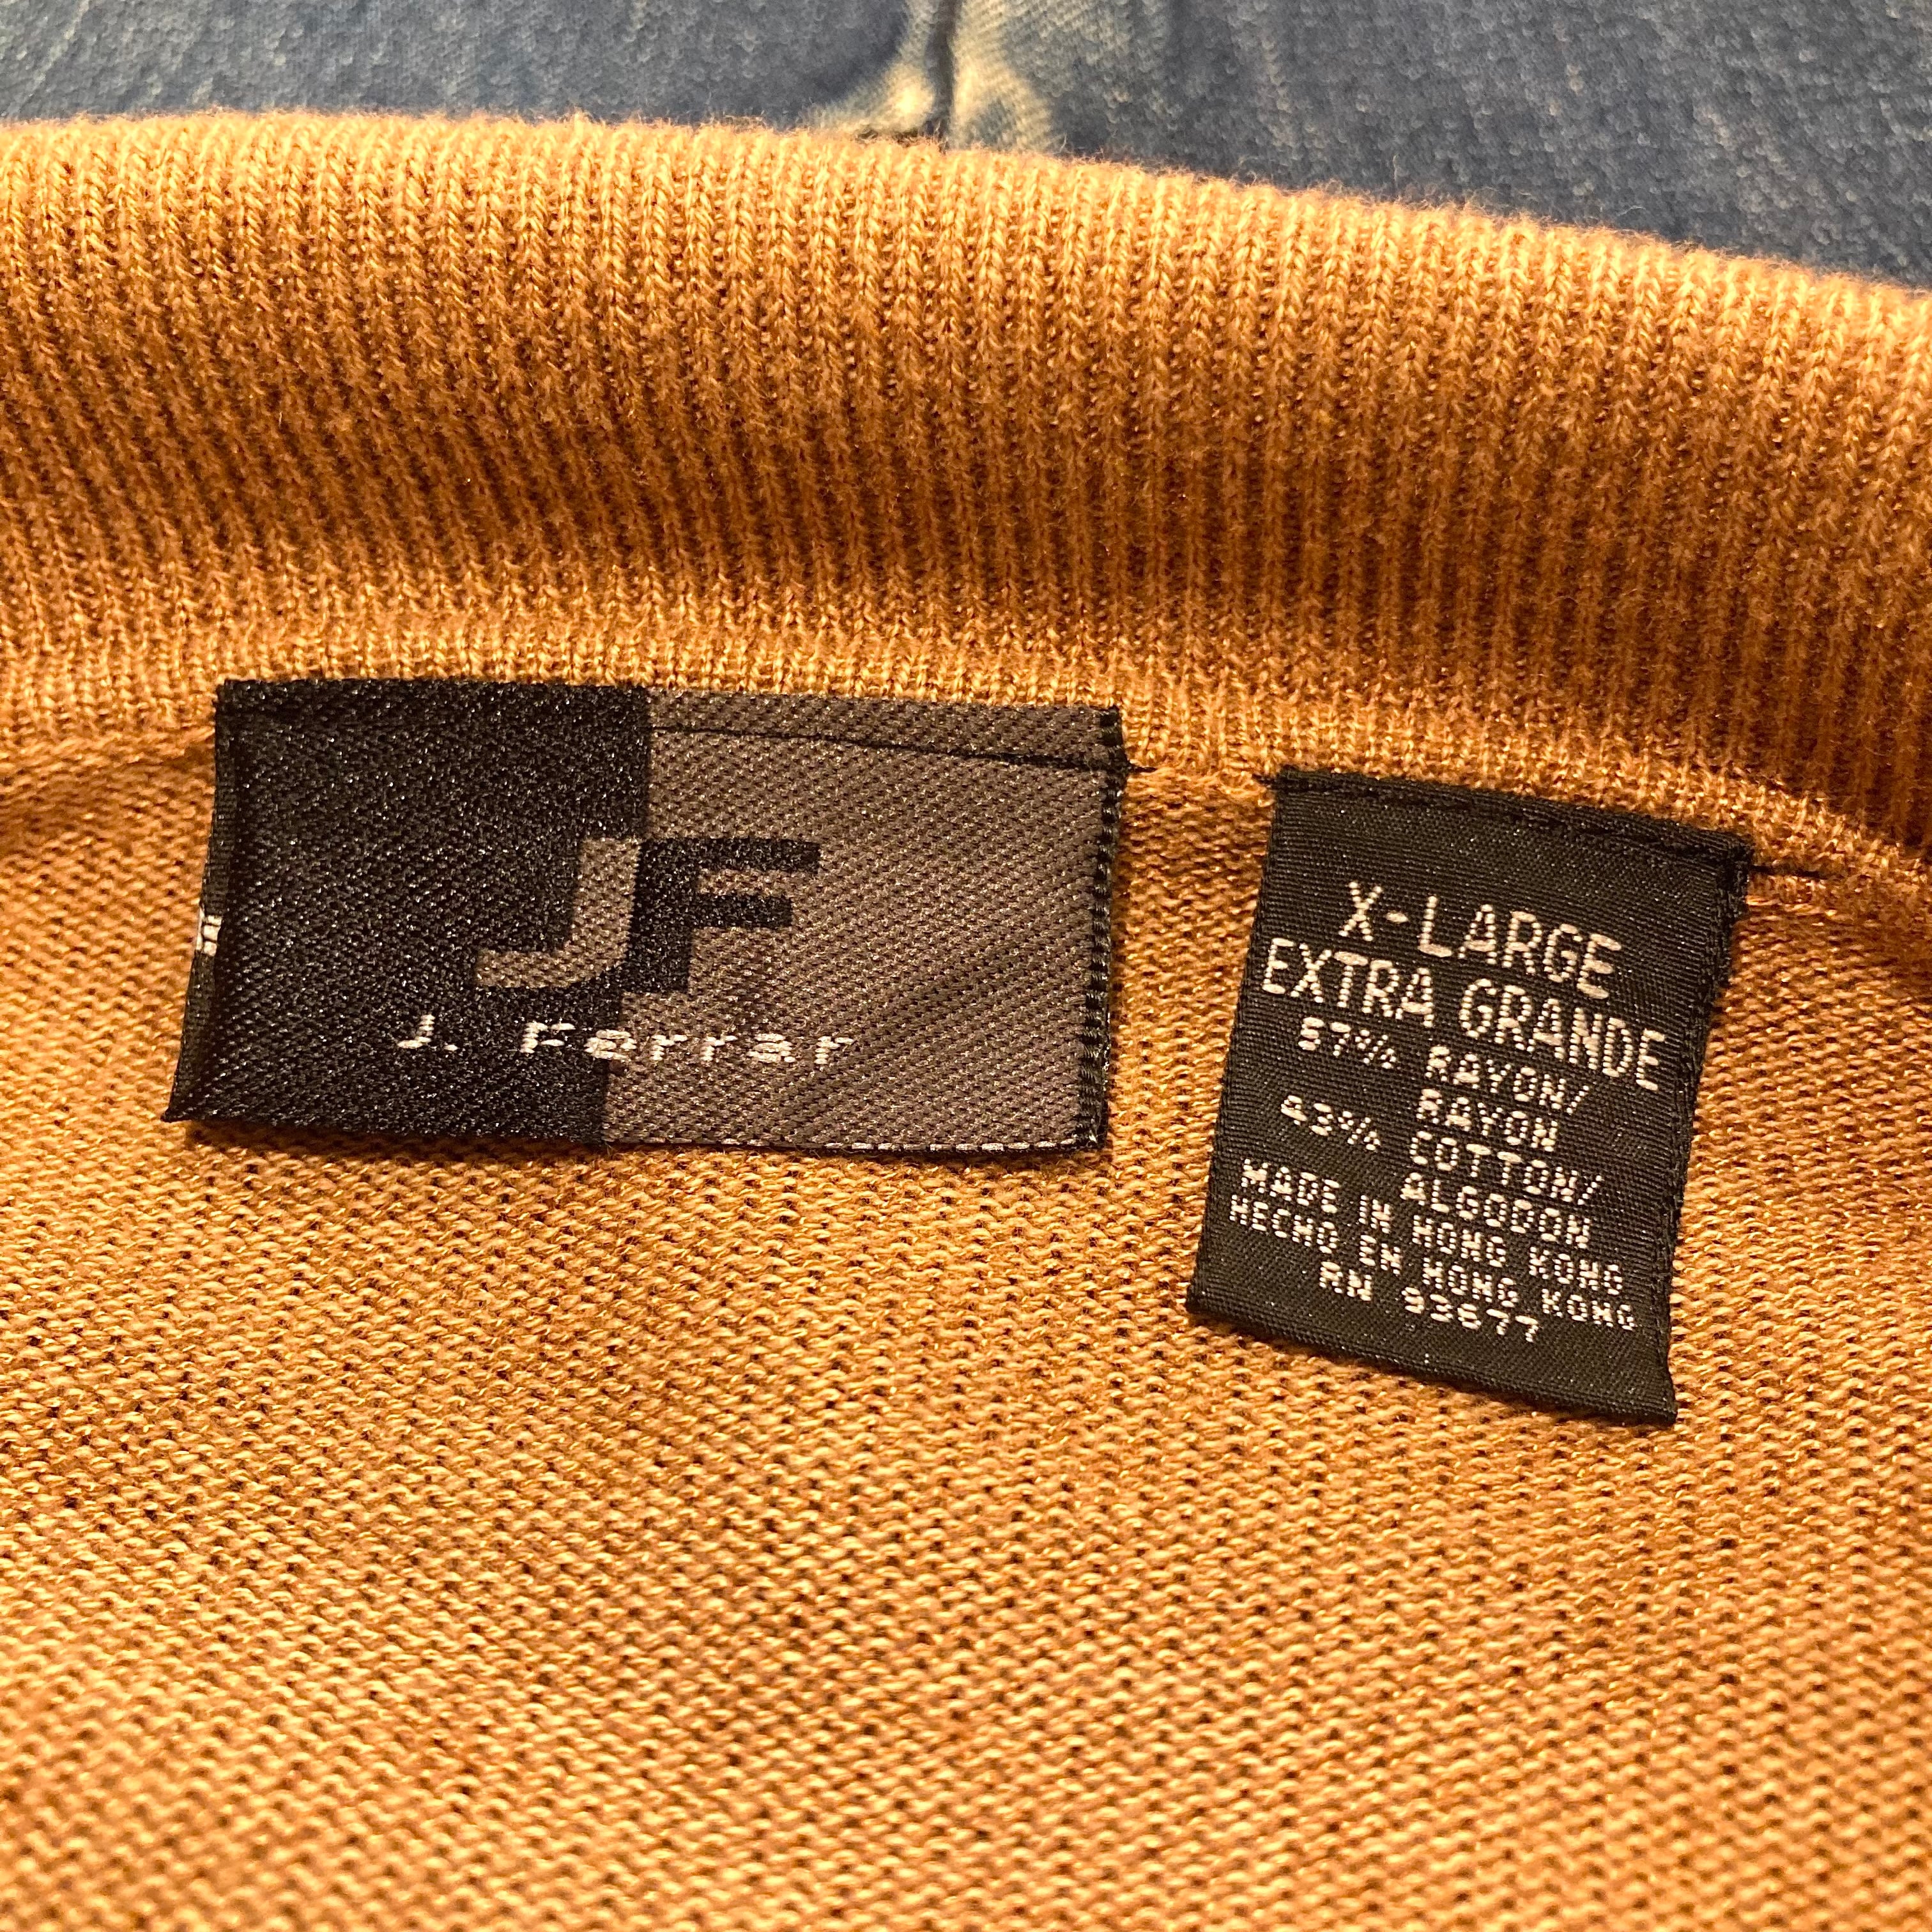 JF
J. Ferrar
X-LARGE
EXTRA GRANDE
57% RAYON/
RAYON
43% COTTON/
ALGODON
MADE IN HONG KONG
HECHO EN HONG KONG
RN 93677